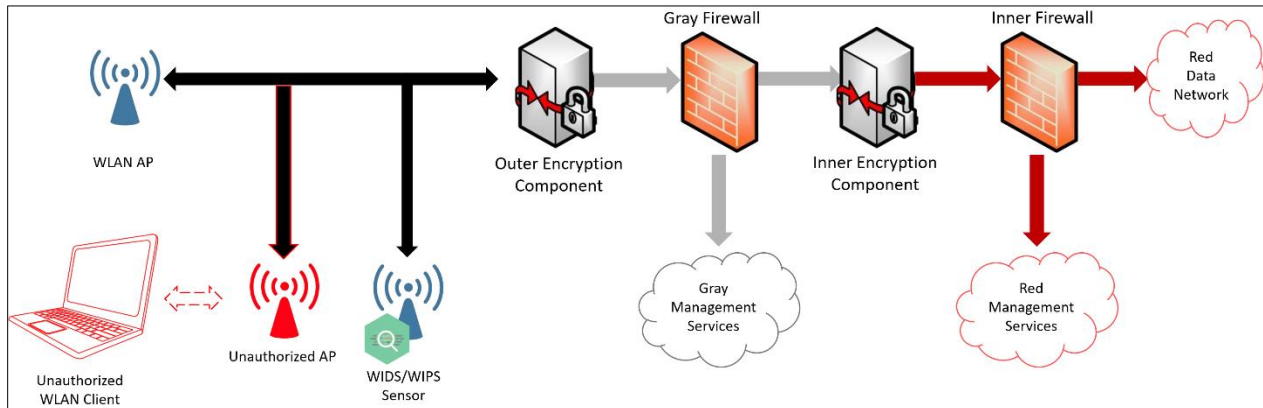 Gray Firewall
Inner Firewall
Red
Data
Network
WLAN AP
Outer Encryption
Component
Inner Encryption
Component
Gray
Management
Services
Red
Management
Services
Unauthorized AP
WIDS/WIPS
Sensor
Unauthorized
WLAN Client